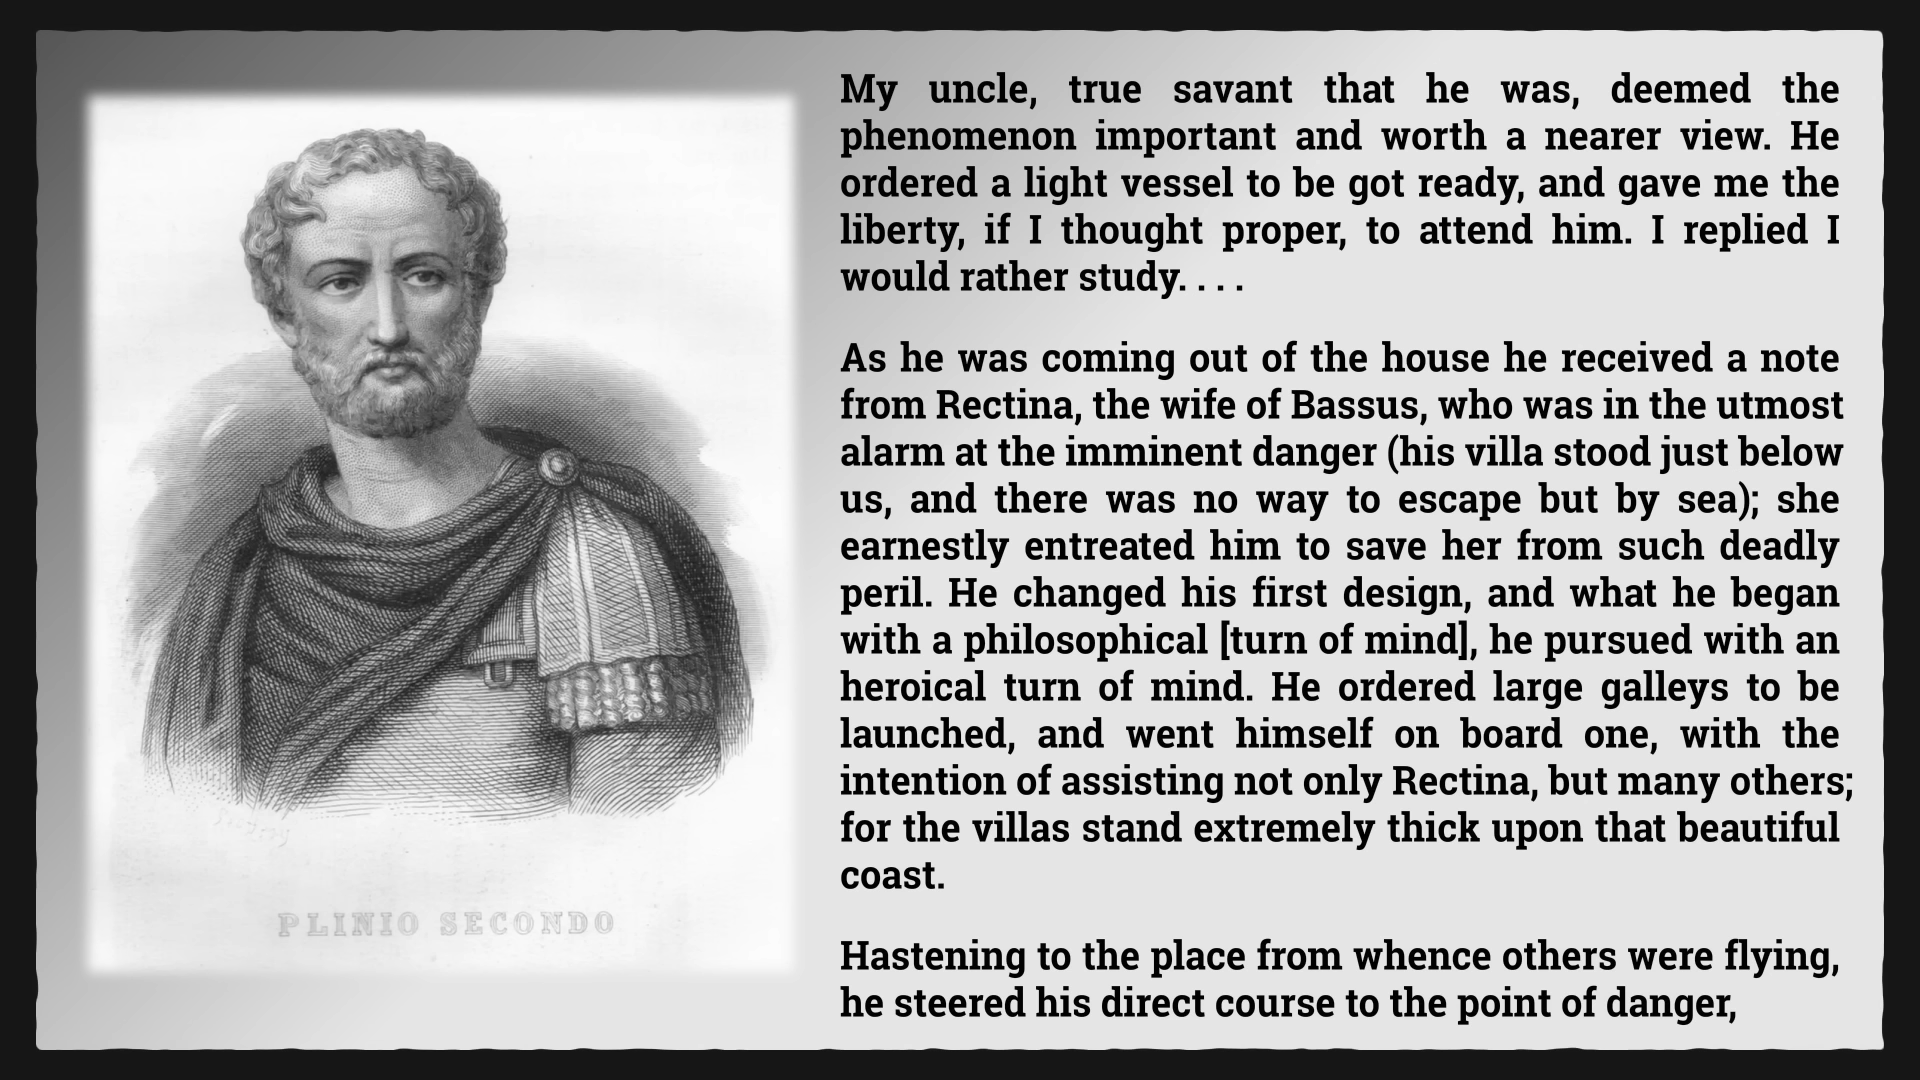 My uncle, true savant that he was, deemed the
phenomenon important and worth a nearer view. He
ordered a light vessel to be got ready, and gave me the
liberty, if I thought proper, to attend him. I replied I
would rather study. . . .
As he was coming out of the house he received a note
from Rectina, the wife of Bassus, who was in the utmost
alarm at the imminent danger (his villa stood just below
us, and there was no way to escape but by sea); she
earnestly entreated him to save her from such deadly
peril. He changed his first design, and what he began
with a philosophical [turn of mind], he pursued with an
heroical turn of mind. He ordered large galleys to be
launched, and went himself on board one, with the
intention of assisting not only Rectina, but many others;
for the villas stand extremely thick upon that beautiful
coast.
Hastening to the place from whence others were flying,
he steered his direct course to the point of danger,
PLINIO SECONDO